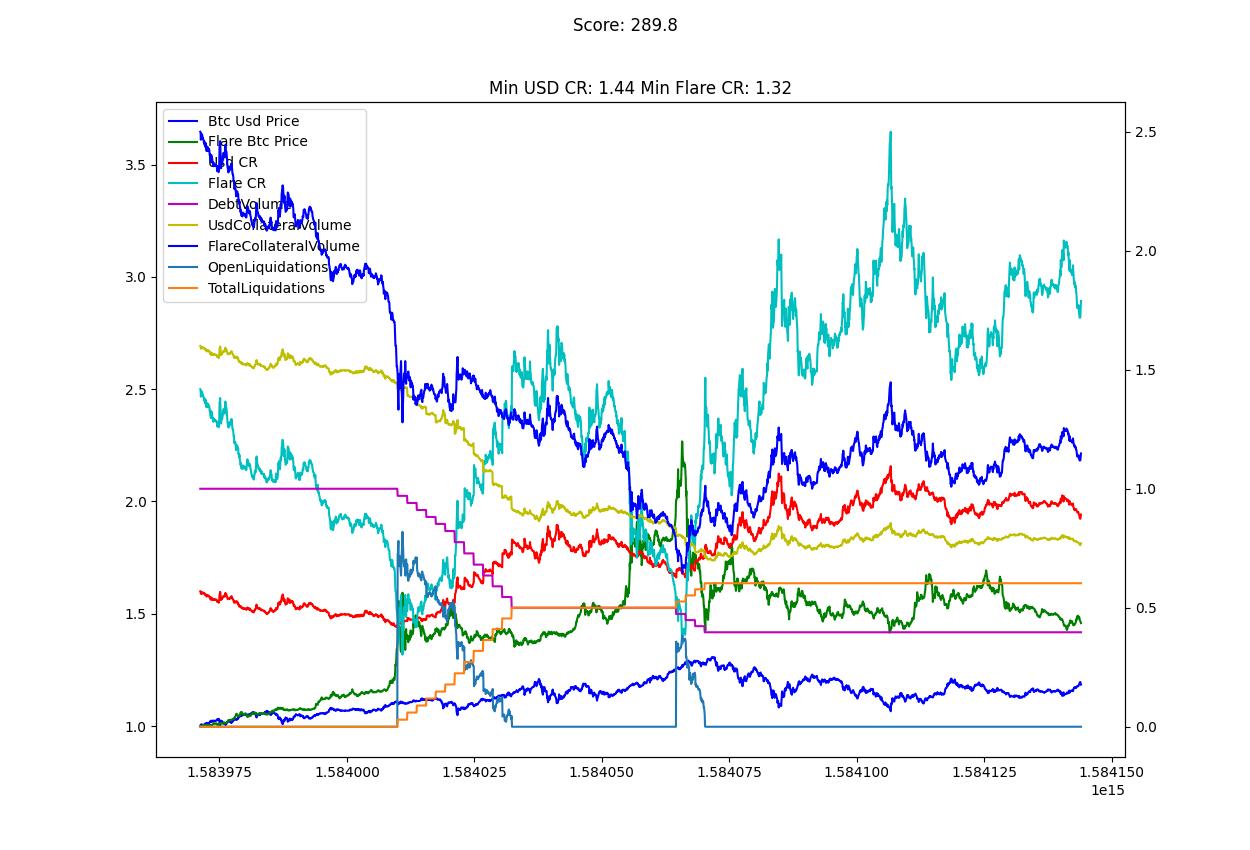 Score: 289.8
Min USD CR: 1.44 Min Flare CR: 1.32
Btc Usd Price
Flare Btc Price
Usd CR
Flare CR
DebtVolume
UsdCollateralVolume
FlareCollateralVolume
OpenLiquidations
TotalLiquidations
3.5
3.0
2.5
2.0
1.5
1.0
2.5
2.0
1.5
1.0
0.5
0.0
1.583975 1.584000 1.584025 1.584050 1.584075 1.584100 1.584125 1.584150
1e15